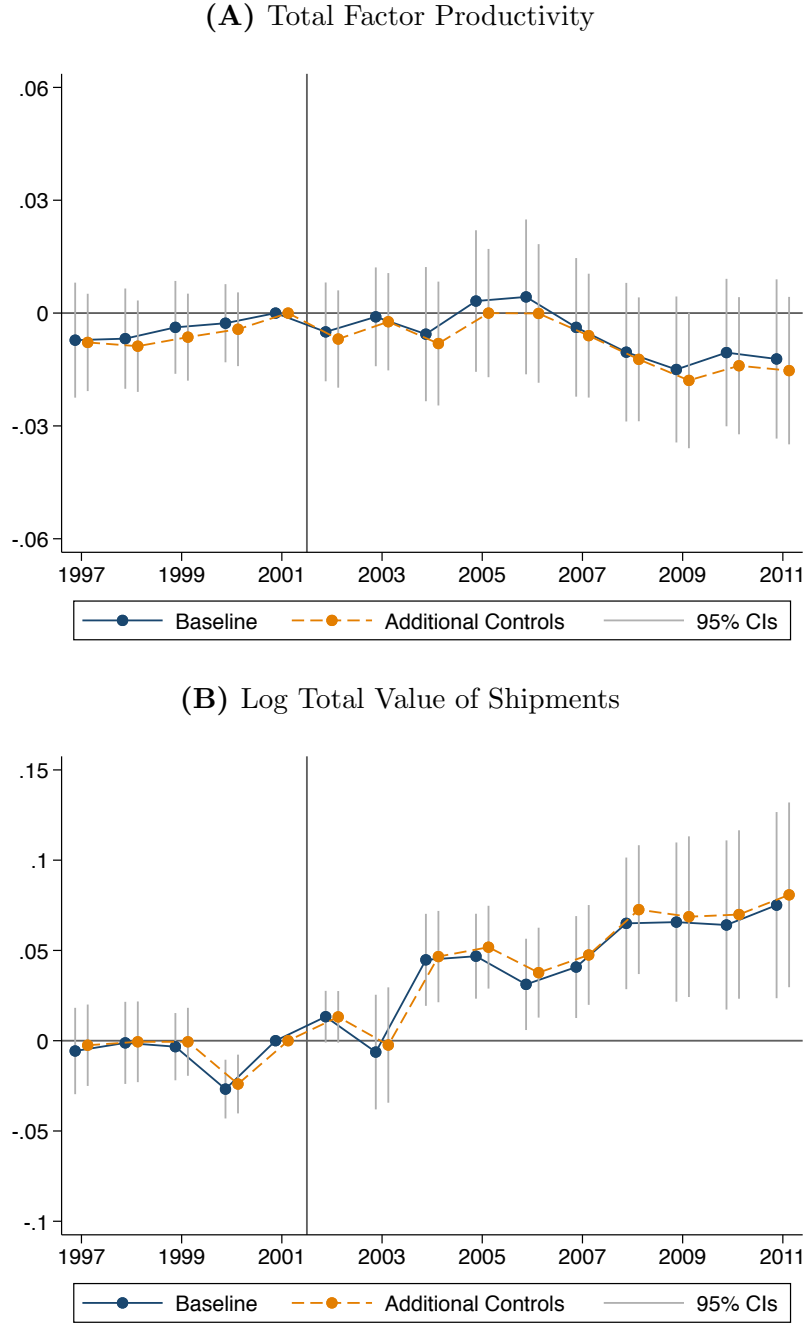 (A) Total Factor Productivity
.06
.03
0
-.03
-.06
1997 1999 2001 2003 2005 2007 2009 2011
Baseline Additional Controls 95% CIs
(B) Log Total Value of Shipments
.15
.1
.05
0
-.05
-.1
1997 1999 2001 2003 2005 2007 2009 2011
Baseline Additional Controls 95% CIs